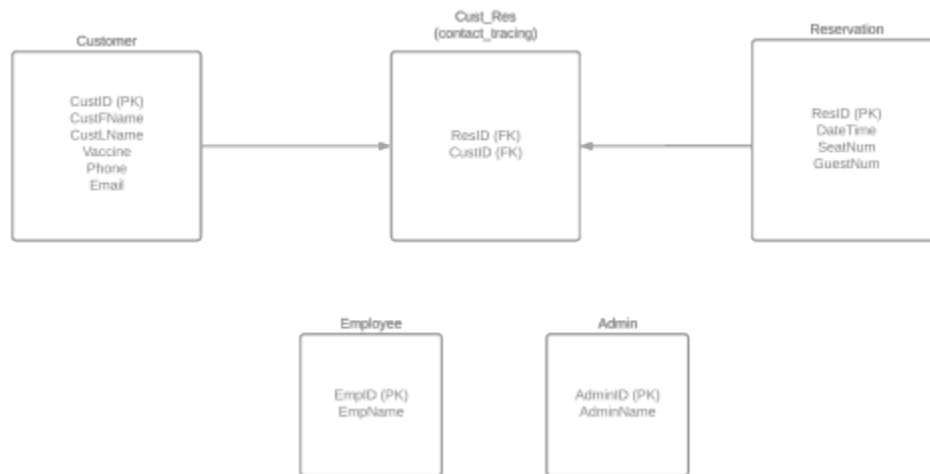 Customer
CustID (PK)
CustFName
CustLName
Vaccine
Phone
Email
Cust_Res
(contact_tracing)
ResID (FK)
CustID (FK)
Reservation
ResID (PK)
DateTime
SeatNum
GuestNum
Employee
EmpID (PK)
EmpName
Admin
AdminID (PK)
AdminName